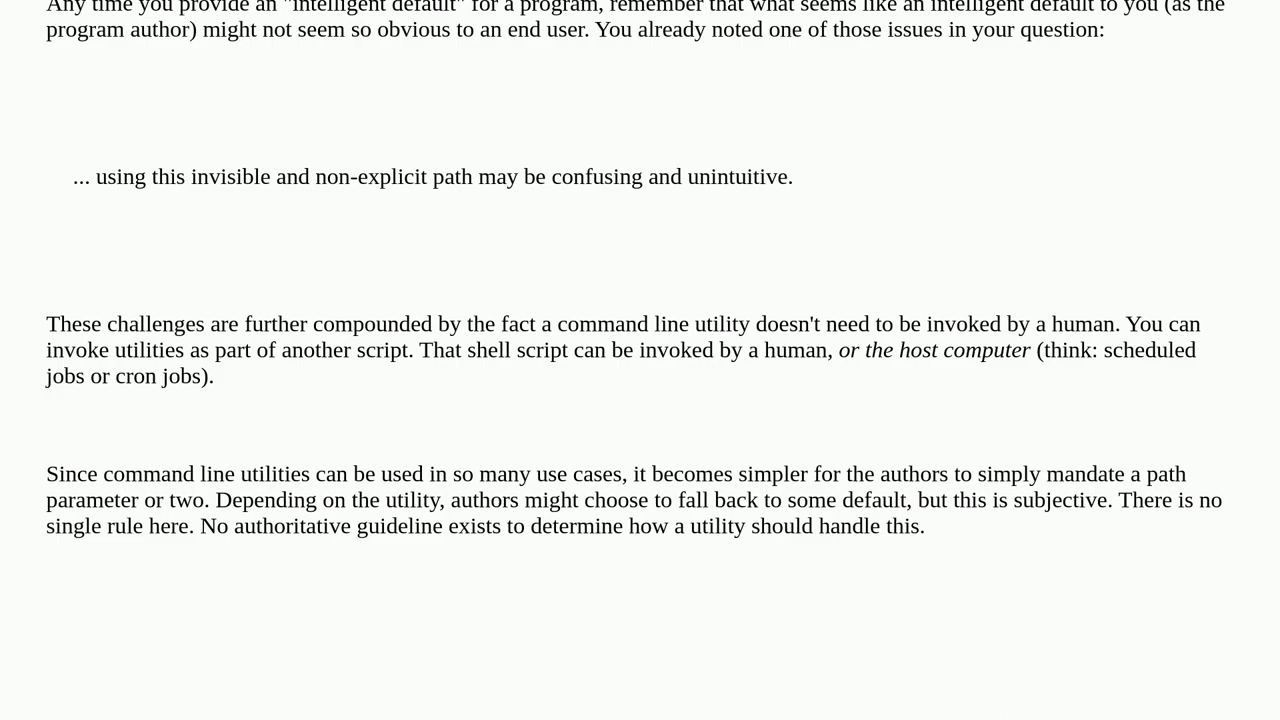 Any time you provide an "intelligent default" for a program, remember that what seems like an intelligent default to you (as the
program author) might not seem so obvious to an end user. You already noted one of those issues in your question:
... using this invisible and non-explicit path may be confusing and unintuitive.
These challenges are further compounded by the fact a command line utility doesn't need to be invoked by a human. You can
invoke utilities as part of another script. That shell script can be invoked by a human, or the host computer (think: scheduled
jobs or cron jobs).
Since command line utilities can be used in so many use cases, it becomes simpler for the authors to simply mandate a path
parameter or two. Depending on the utility, authors might choose to fall back to some default, but this is subjective. There is no
single rule here. No authoritative guideline exists to determine how a utility should handle this.